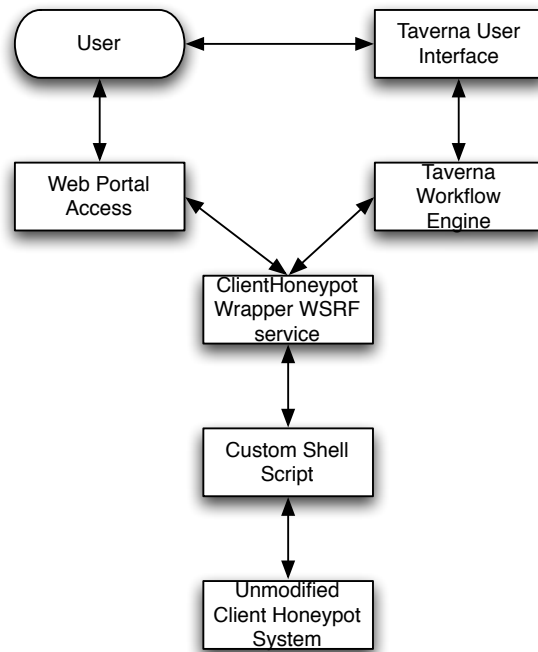 User
Taverna User
Interface
Web Portal
Access
Taverna
Workflow
Engine
ClientHoneypot
Wrapper WSRF
service
Custom Shell
Script
Unmodified
Client Honeypot
System